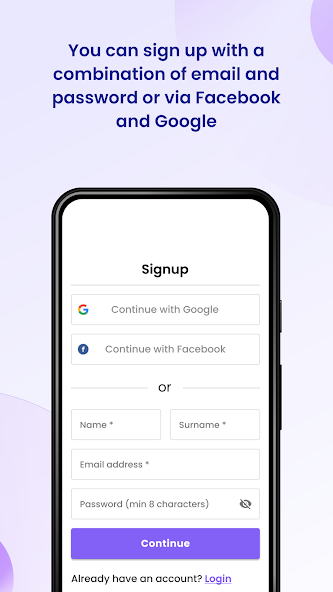 You can sign up with a
combination of email and
password or via Facebook
and Google
Signup
Continue with Google
Continue with Facebook
or
Name * Surname *
Email address *
Password (min 8 characters)
Continue
Already have an account? Login